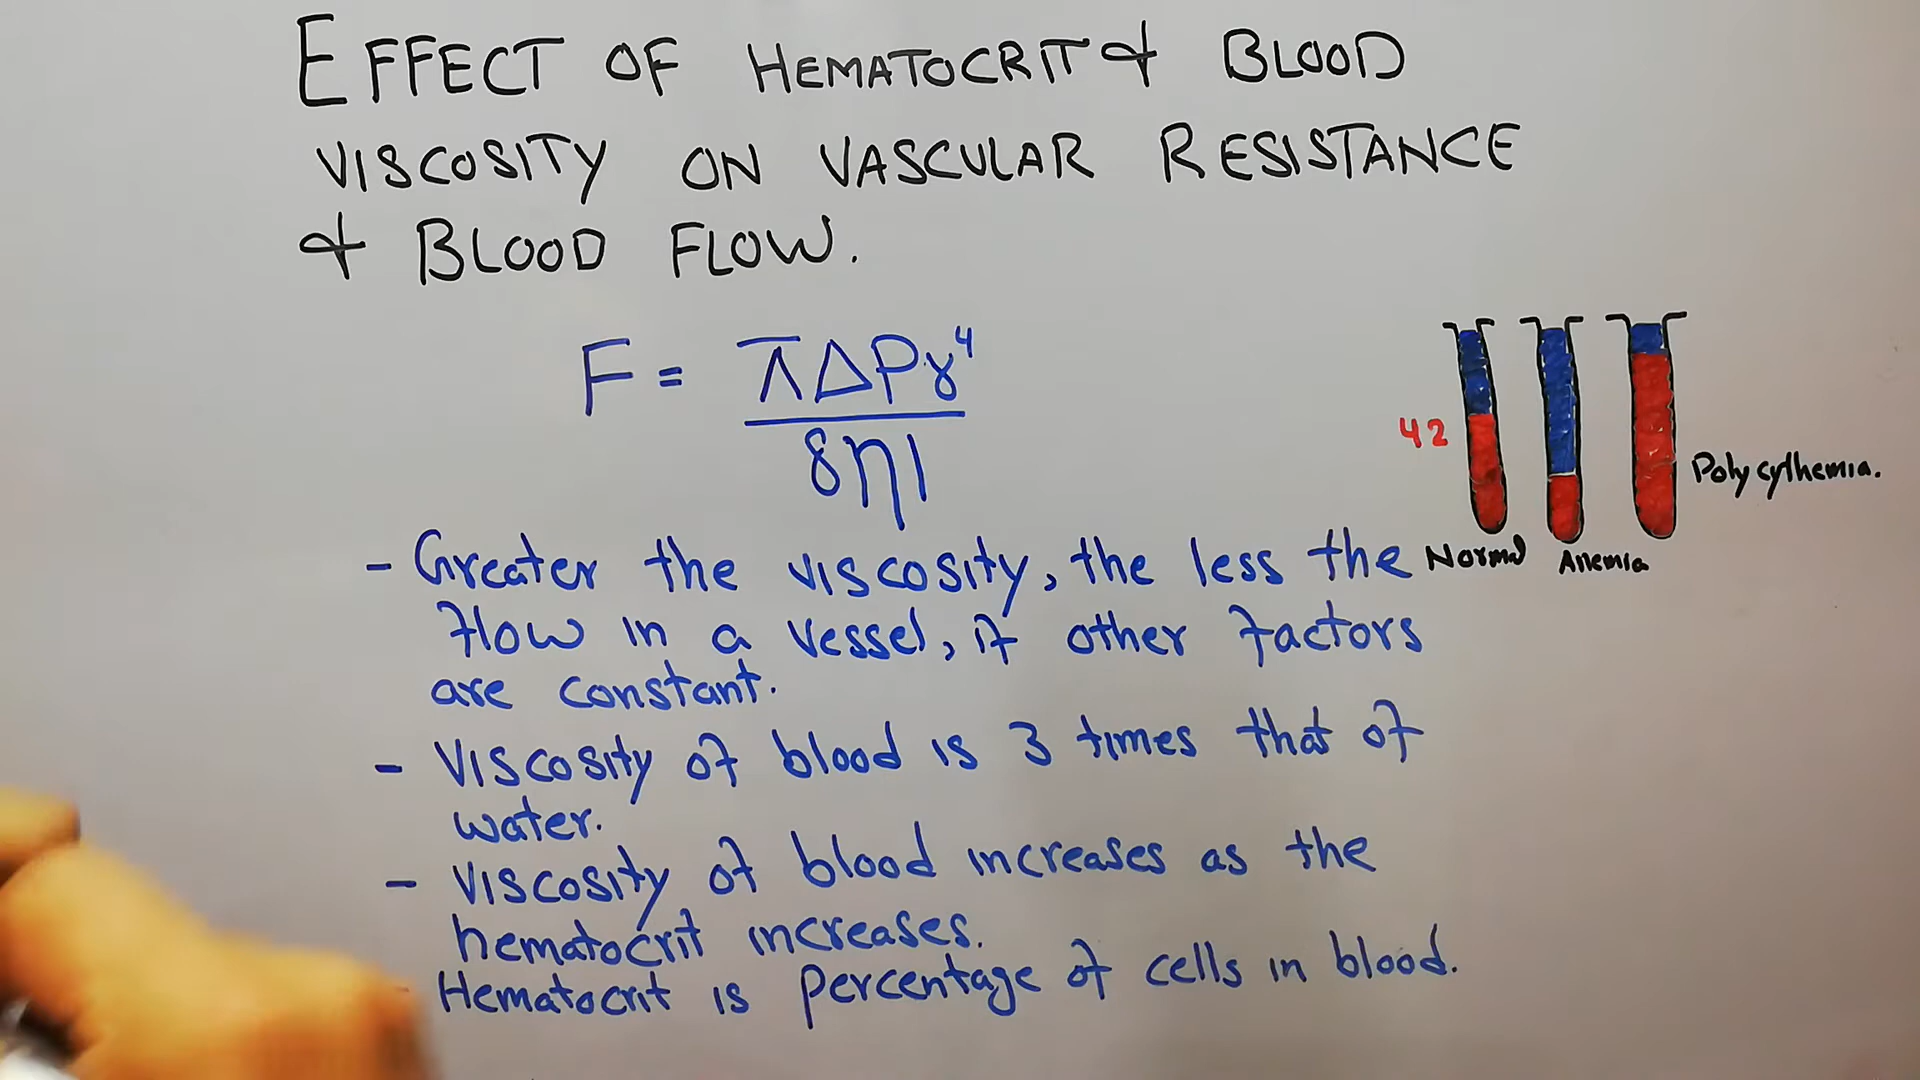 EFFECT OF HEMATOCRIT & BLOOD
VISCOSITY ON VASCULAR RESISTANCE
& BLOOD FLOW.
F = πΔPr⁴
8ηl
42
Normal
Anemia
Polycythemia.
- Greater the viscosity, the less the
flow in a vessel, if other factors
are constant.
- Viscosity of blood is 3 times that of
water.
- Viscosity of blood increases as the
hematocrit increases.
- Hematocrit is percentage of cells in blood.